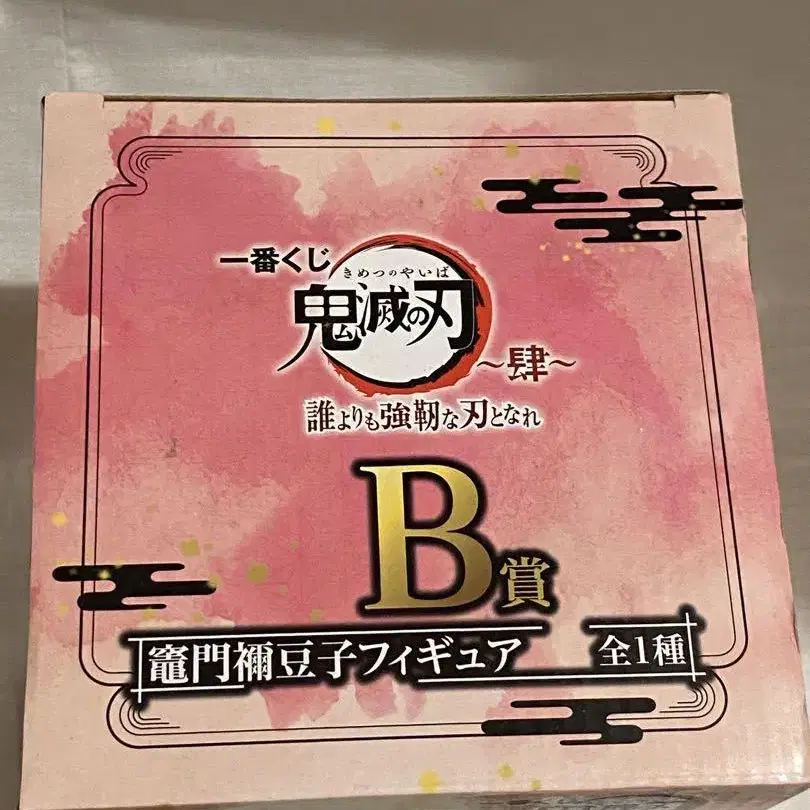 一番くじ
きめつのやいば
鬼滅の刃
～肆～
誰よりも強靭な刃となれ
B賞
竈門禰豆子フィギュア 全1種